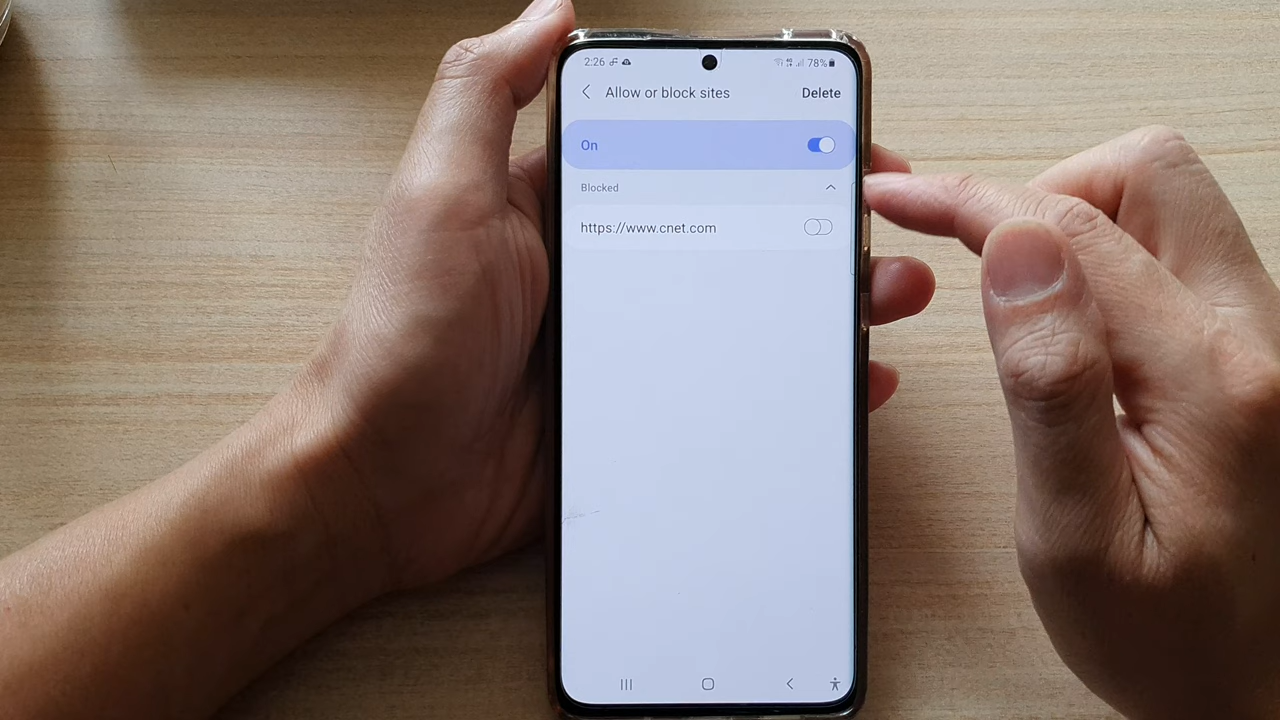 2:26 78%
Allow or block sites Delete
On
Blocked
https://www.cnet.com